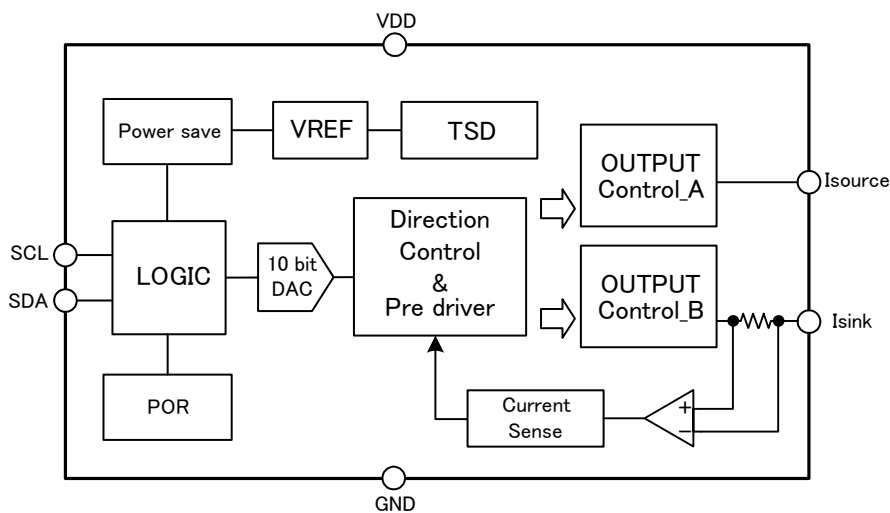 VDD
Power save
VREF
TSD
OUTPUT
Control_A
Isource
Direction
Control
&
Pre driver
SCL
SDA
LOGIC
10 bit
DAC
OUTPUT
Control_B
Isink
POR
Current
Sense
+
−
GND